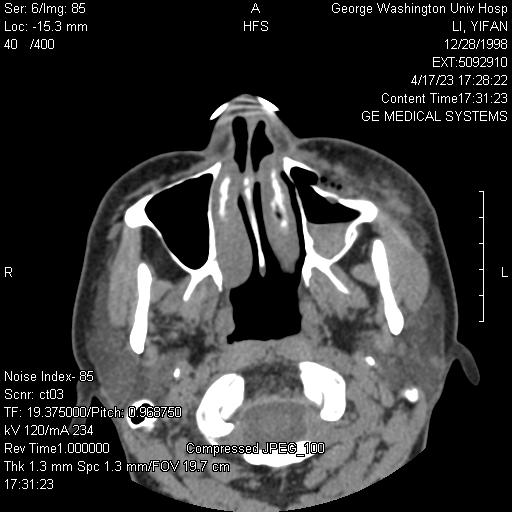 Ser: 6/Img: 85
Loc: -15.3 mm
40 /400
A
HFS
George Washington Univ Hosp
LI, YIFAN
12/28/1998
EXT:5092910
4/17/23 17:28:22
Content Time17:31:23
GE MEDICAL SYSTEMS
R
L
Noise Index- 85
Scnr: ct03
TF: 19.375000/Pitch: 0.968750
kV 120/mA 234
Rev Time1.000000
Compressed JPEG_100
Thk 1.3 mm Spc 1.3 mm/FOV 19.7 cm
17:31:23